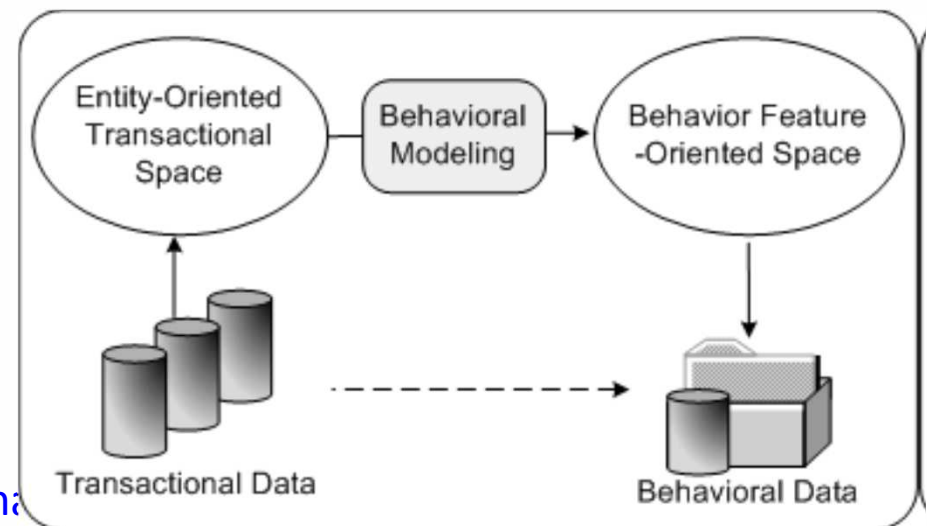 Entity-Oriented
Transactional
Space
Behavioral
Modeling
Behavior Feature
-Oriented Space
Transactional Data
Behavioral Data